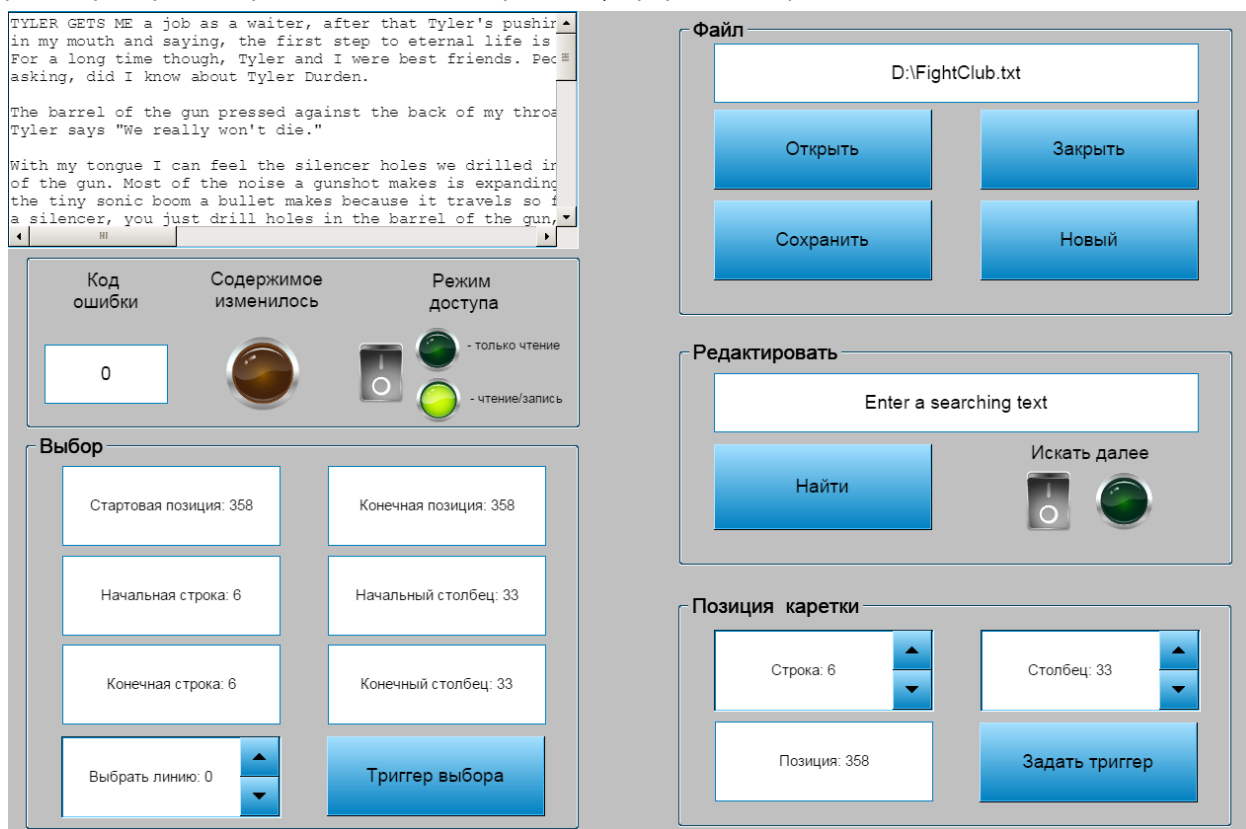 TYLER GETS ME a job as a waiter, after that Tyler's
in my mouth and saying, the first step to eternal life is
For a long time though, Tyler and I were best friends.
asking, did I know about Tyler Durden.
The barrel of the gun pressed against the back of my
Tyler says "We really won't die."
With my tongue I can feel the silencer holes we drilled
of the gun. Most of the noise a gunshot makes is
the tiny sonic boom a bullet makes because it travels so
a silencer, you just drill holes in the barrel of the gun,
Код
ошибки
Содержимое
изменилось
Режим
доступа
0
- только чтение
- чтение/запись
Выбор
Стартовая позиция: 358
Конечная позиция: 358
Начальная строка: 6
Начальный столбец: 33
Конечная строка: 6
Конечный столбец: 33
Выбрать линию: 0
Триггер выбора
Файл
D:\FightClub.txt
Открыть
Закрыть
Сохранить
Новый
Редактировать
Enter a searching text
Найти
Искать далее
Позиция каретки
Строка: 6
Столбец: 33
Позиция: 358
Задать триггер